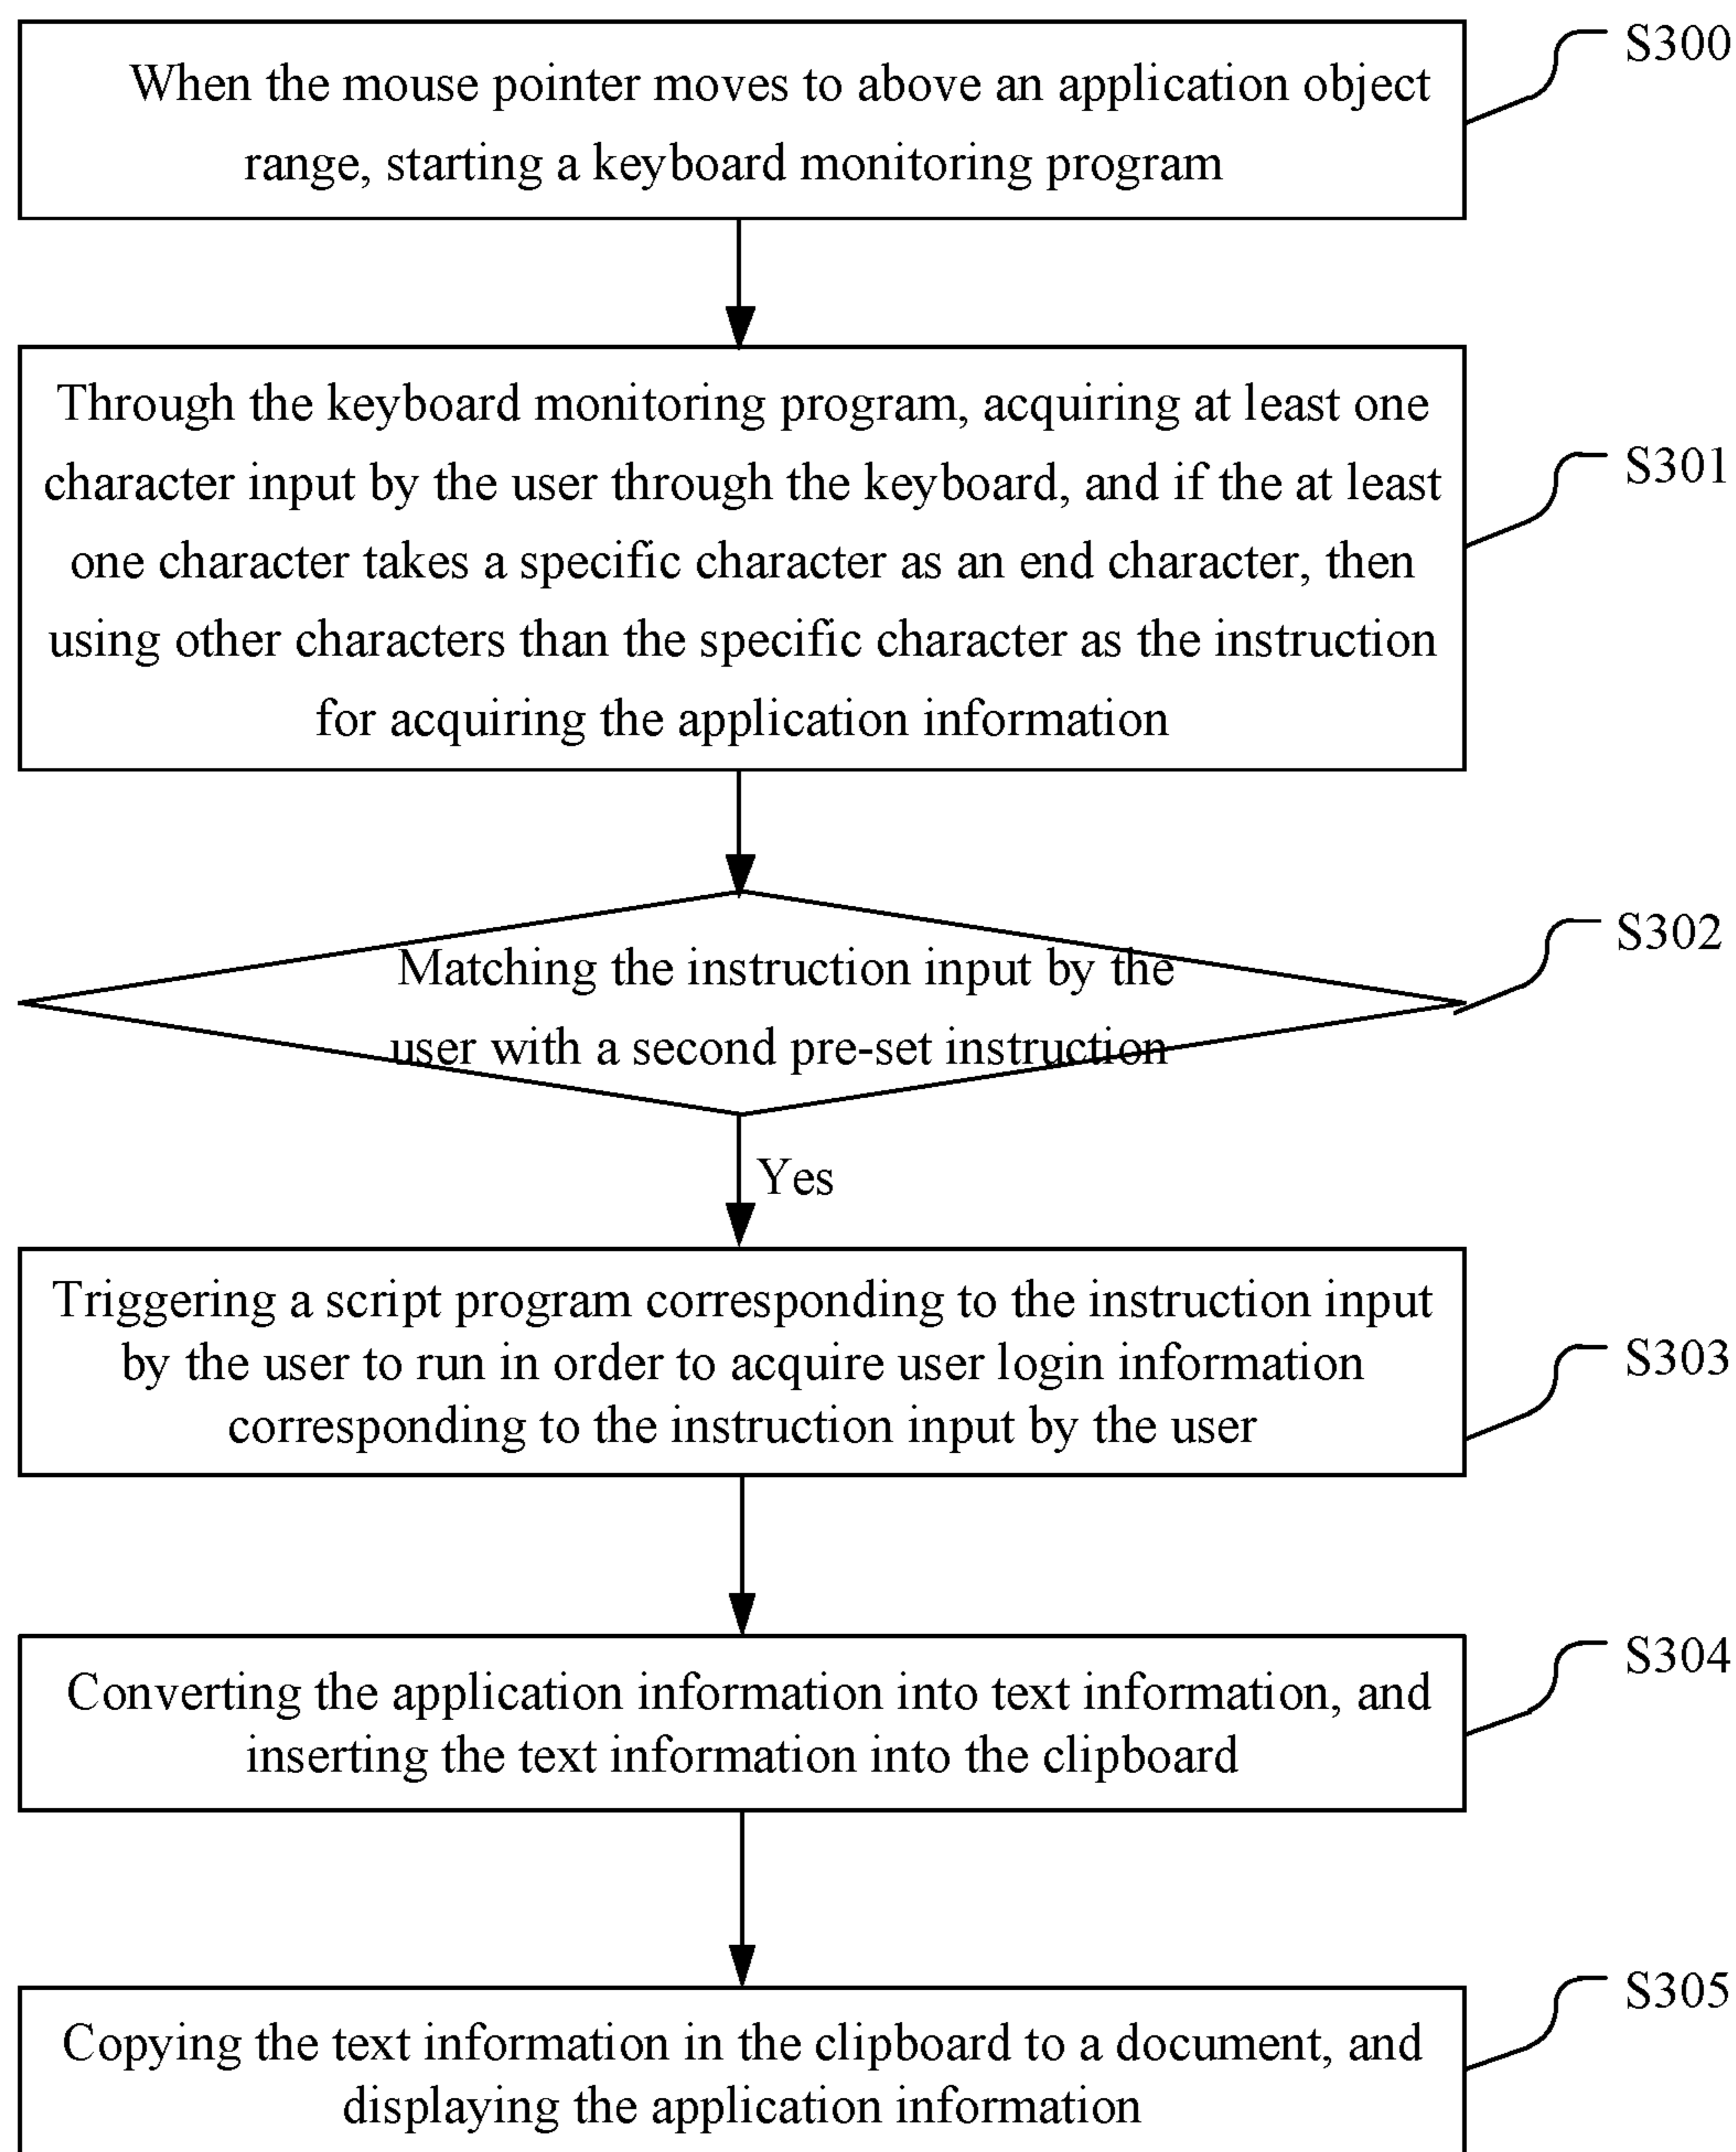 When the mouse pointer moves to above an application object
range, starting a keyboard monitoring program
S300
Through the keyboard monitoring program, acquiring at least one
character input by the user through the keyboard, and if the at least
one character takes a specific character as an end character, then
using other characters than the specific character as the instruction
for acquiring the application information
S301
Matching the instruction input by the
user with a second pre-set instruction
S302
Yes
Triggering a script program corresponding to the instruction input
by the user to run in order to acquire user login information
corresponding to the instruction input by the user
S303
Converting the application information into text information, and
inserting the text information into the clipboard
S304
Copying the text information in the clipboard to a document, and
displaying the application information
S305